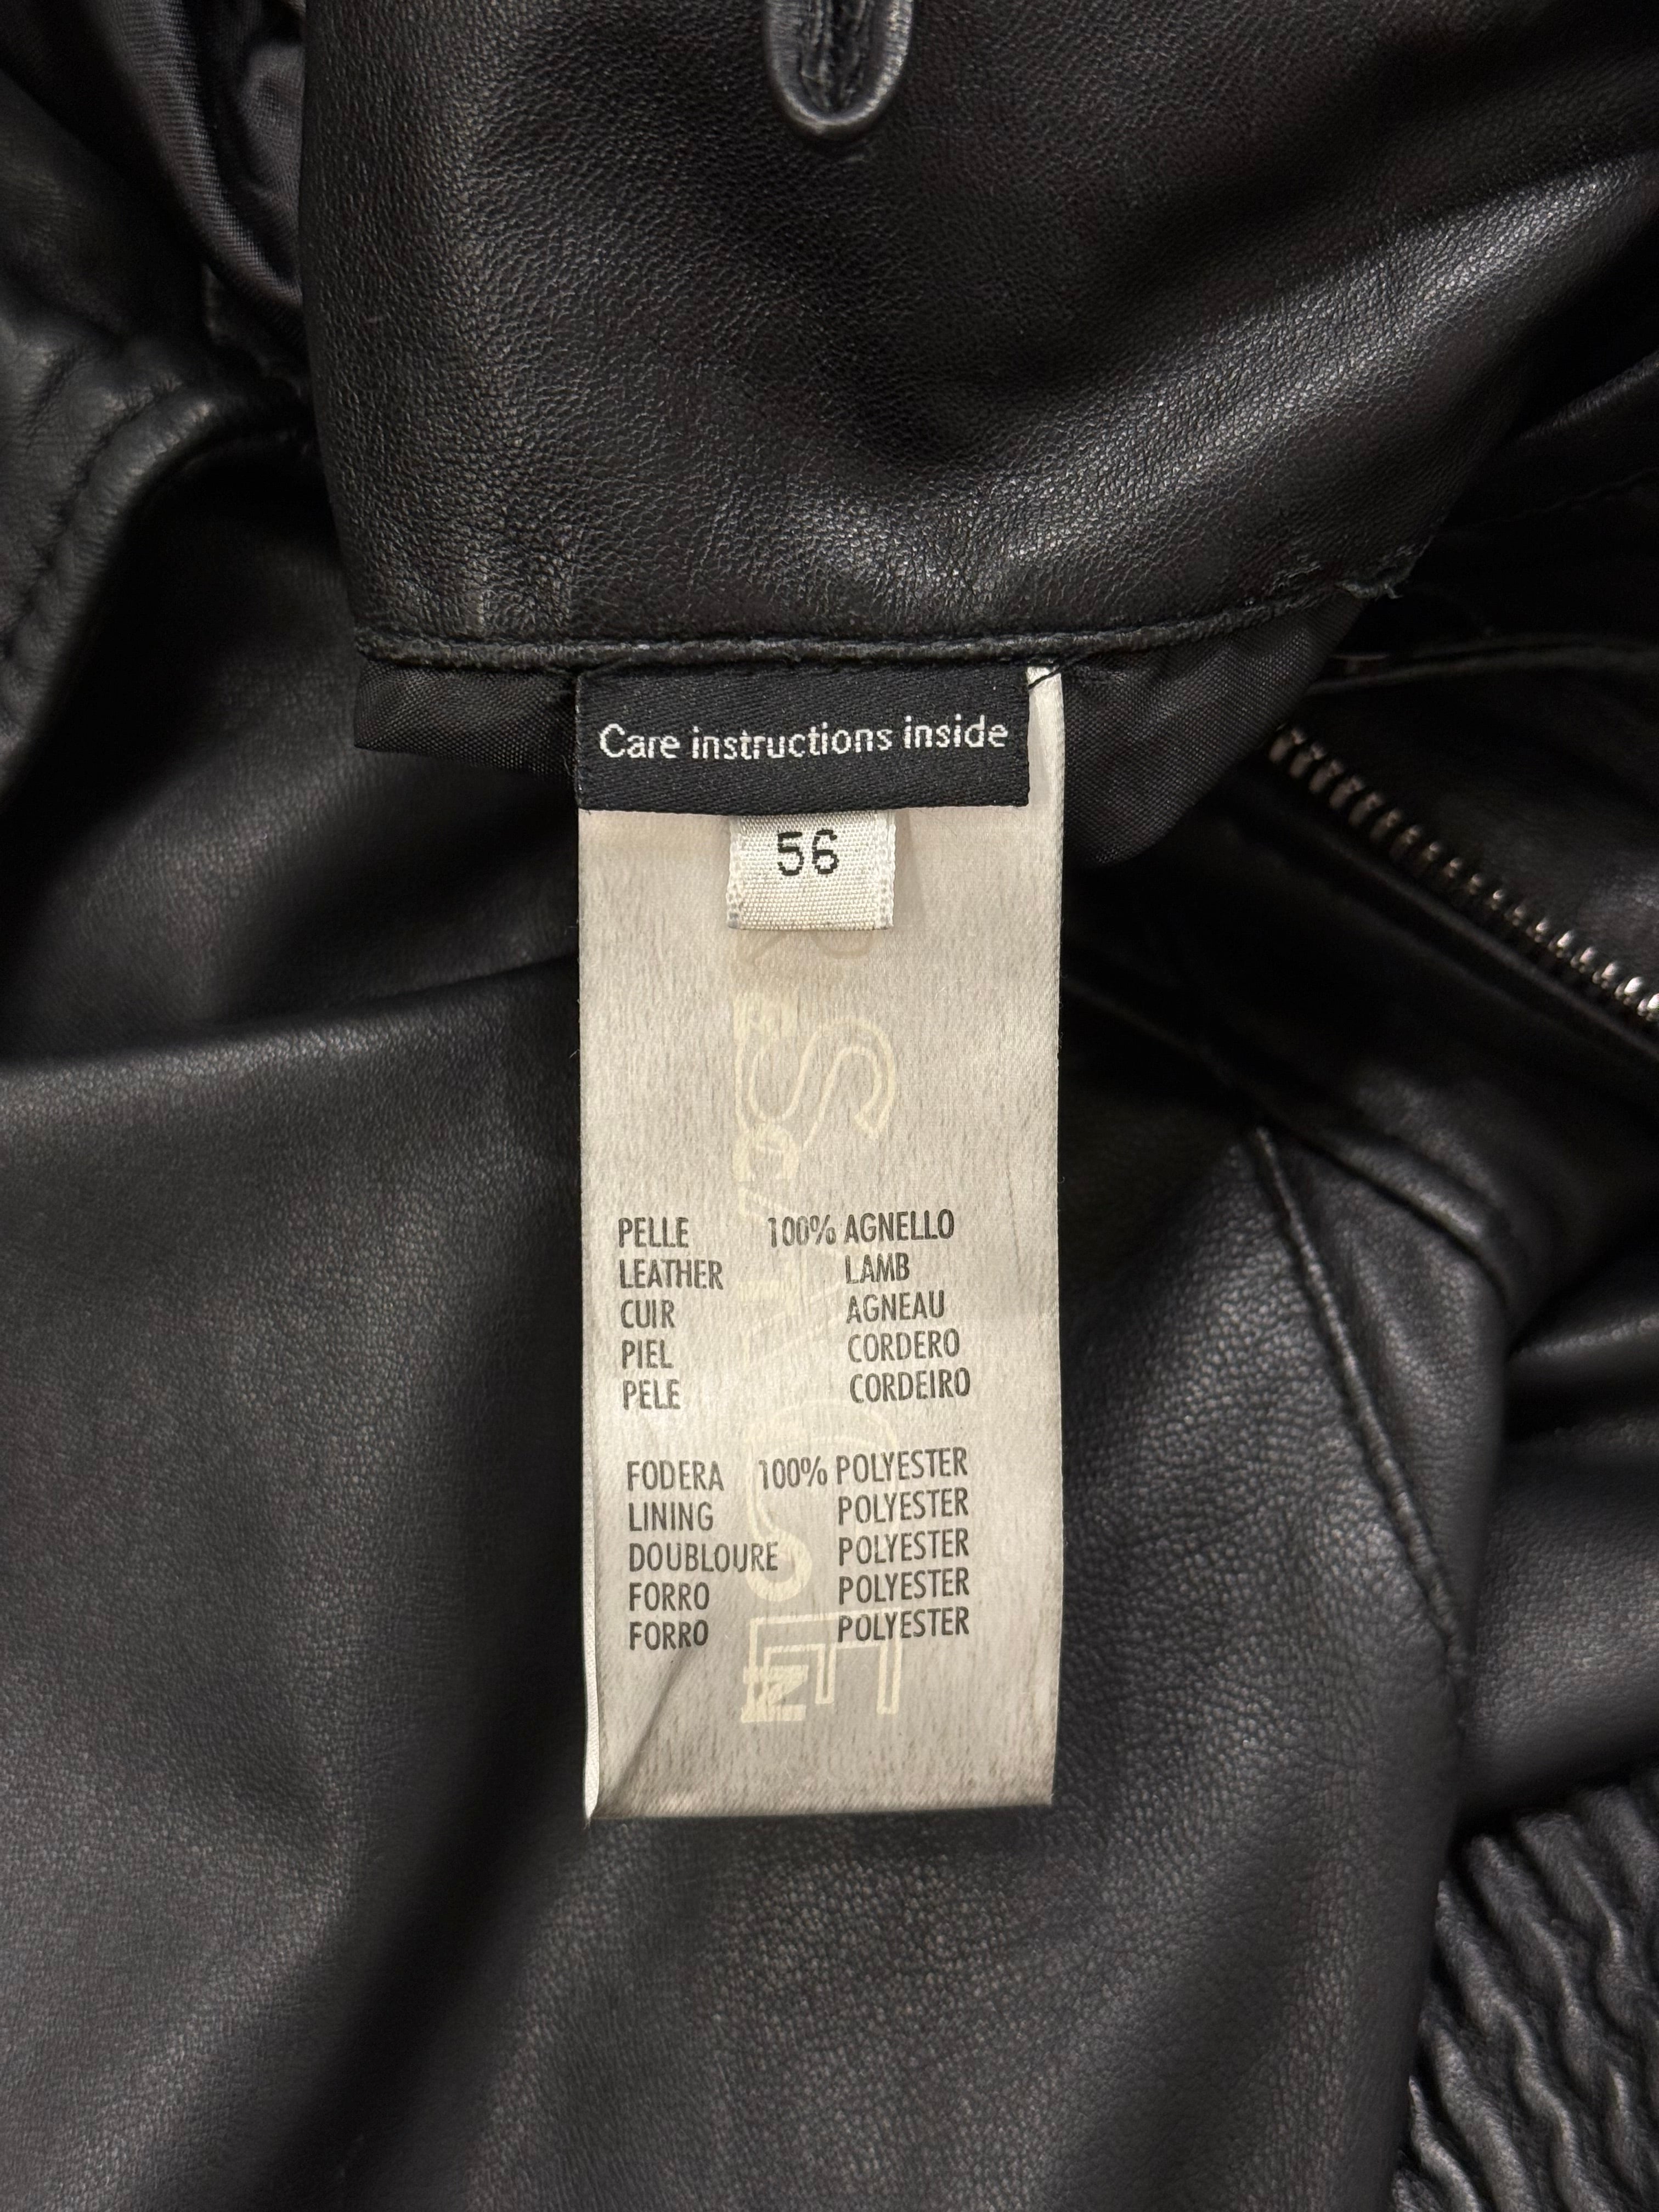 Care instructions inside
56
PELLE 100% AGNELLO
LEATHER LAMB
CUIR AGNEAU
PIEL CORDERO
PELE CORDEIRO
FODERA 100% POLYESTER
LINING POLYESTER
DOUBLOURE POLYESTER
FORRO POLYESTER
FORRO POLYESTER